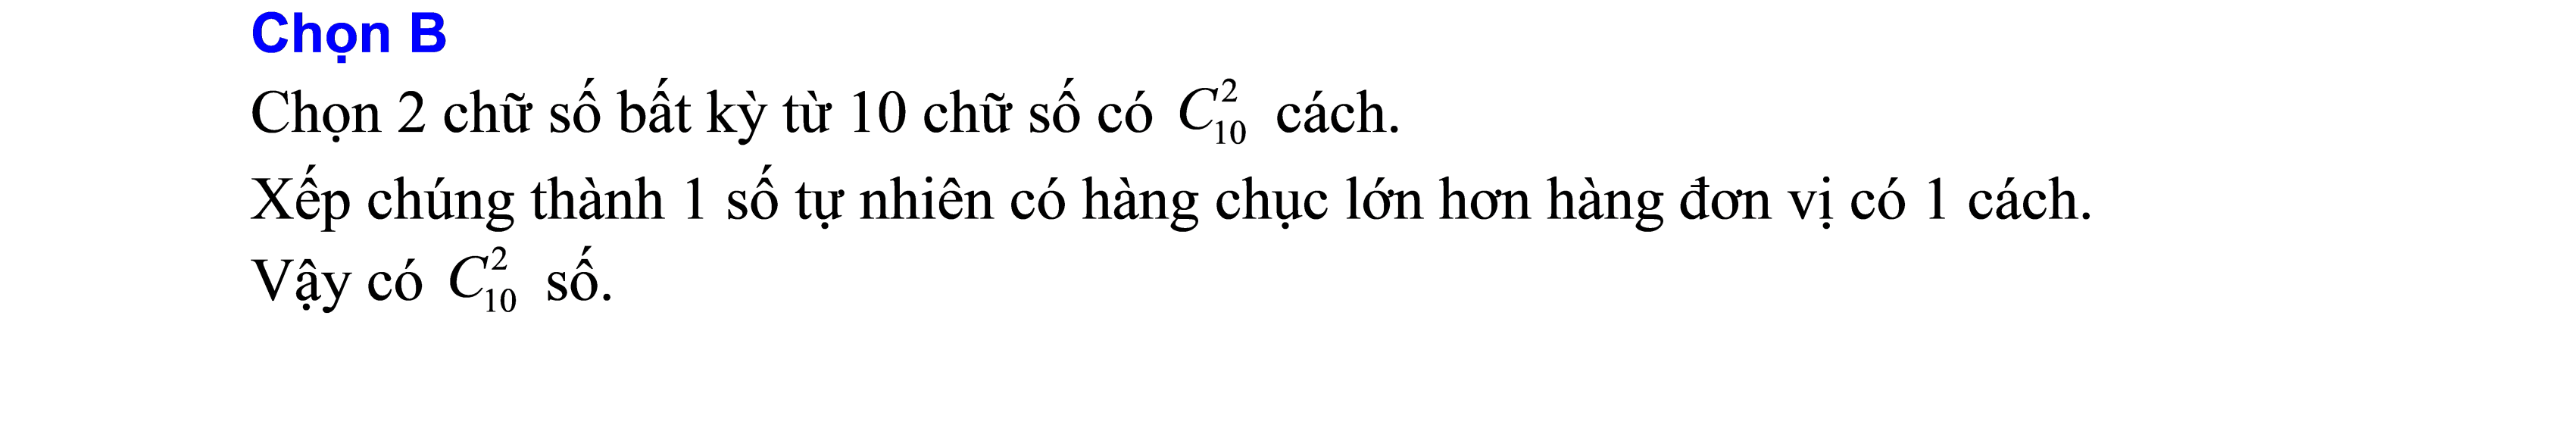 Chọn B
Chọn 2 chữ số bất kỳ từ 10 chữ số có $C_{10}^{2}$ cách.
Xếp chúng thành 1 số tự nhiên có hàng chục lớn hơn hàng đơn vị có 1 cách.
Vậy có $C_{10}^{2}$ số.